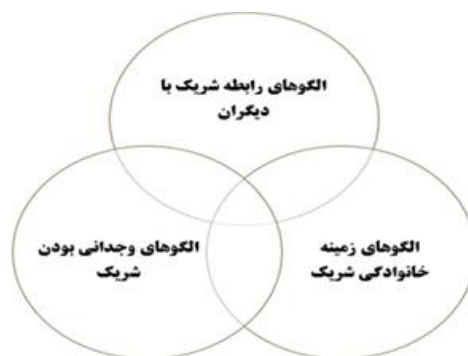 الگوهای رابطه شریک با
دیگران
الگوهای زمینه
خانوادگی شریک
الگوهای وجدانی بودن
شریک